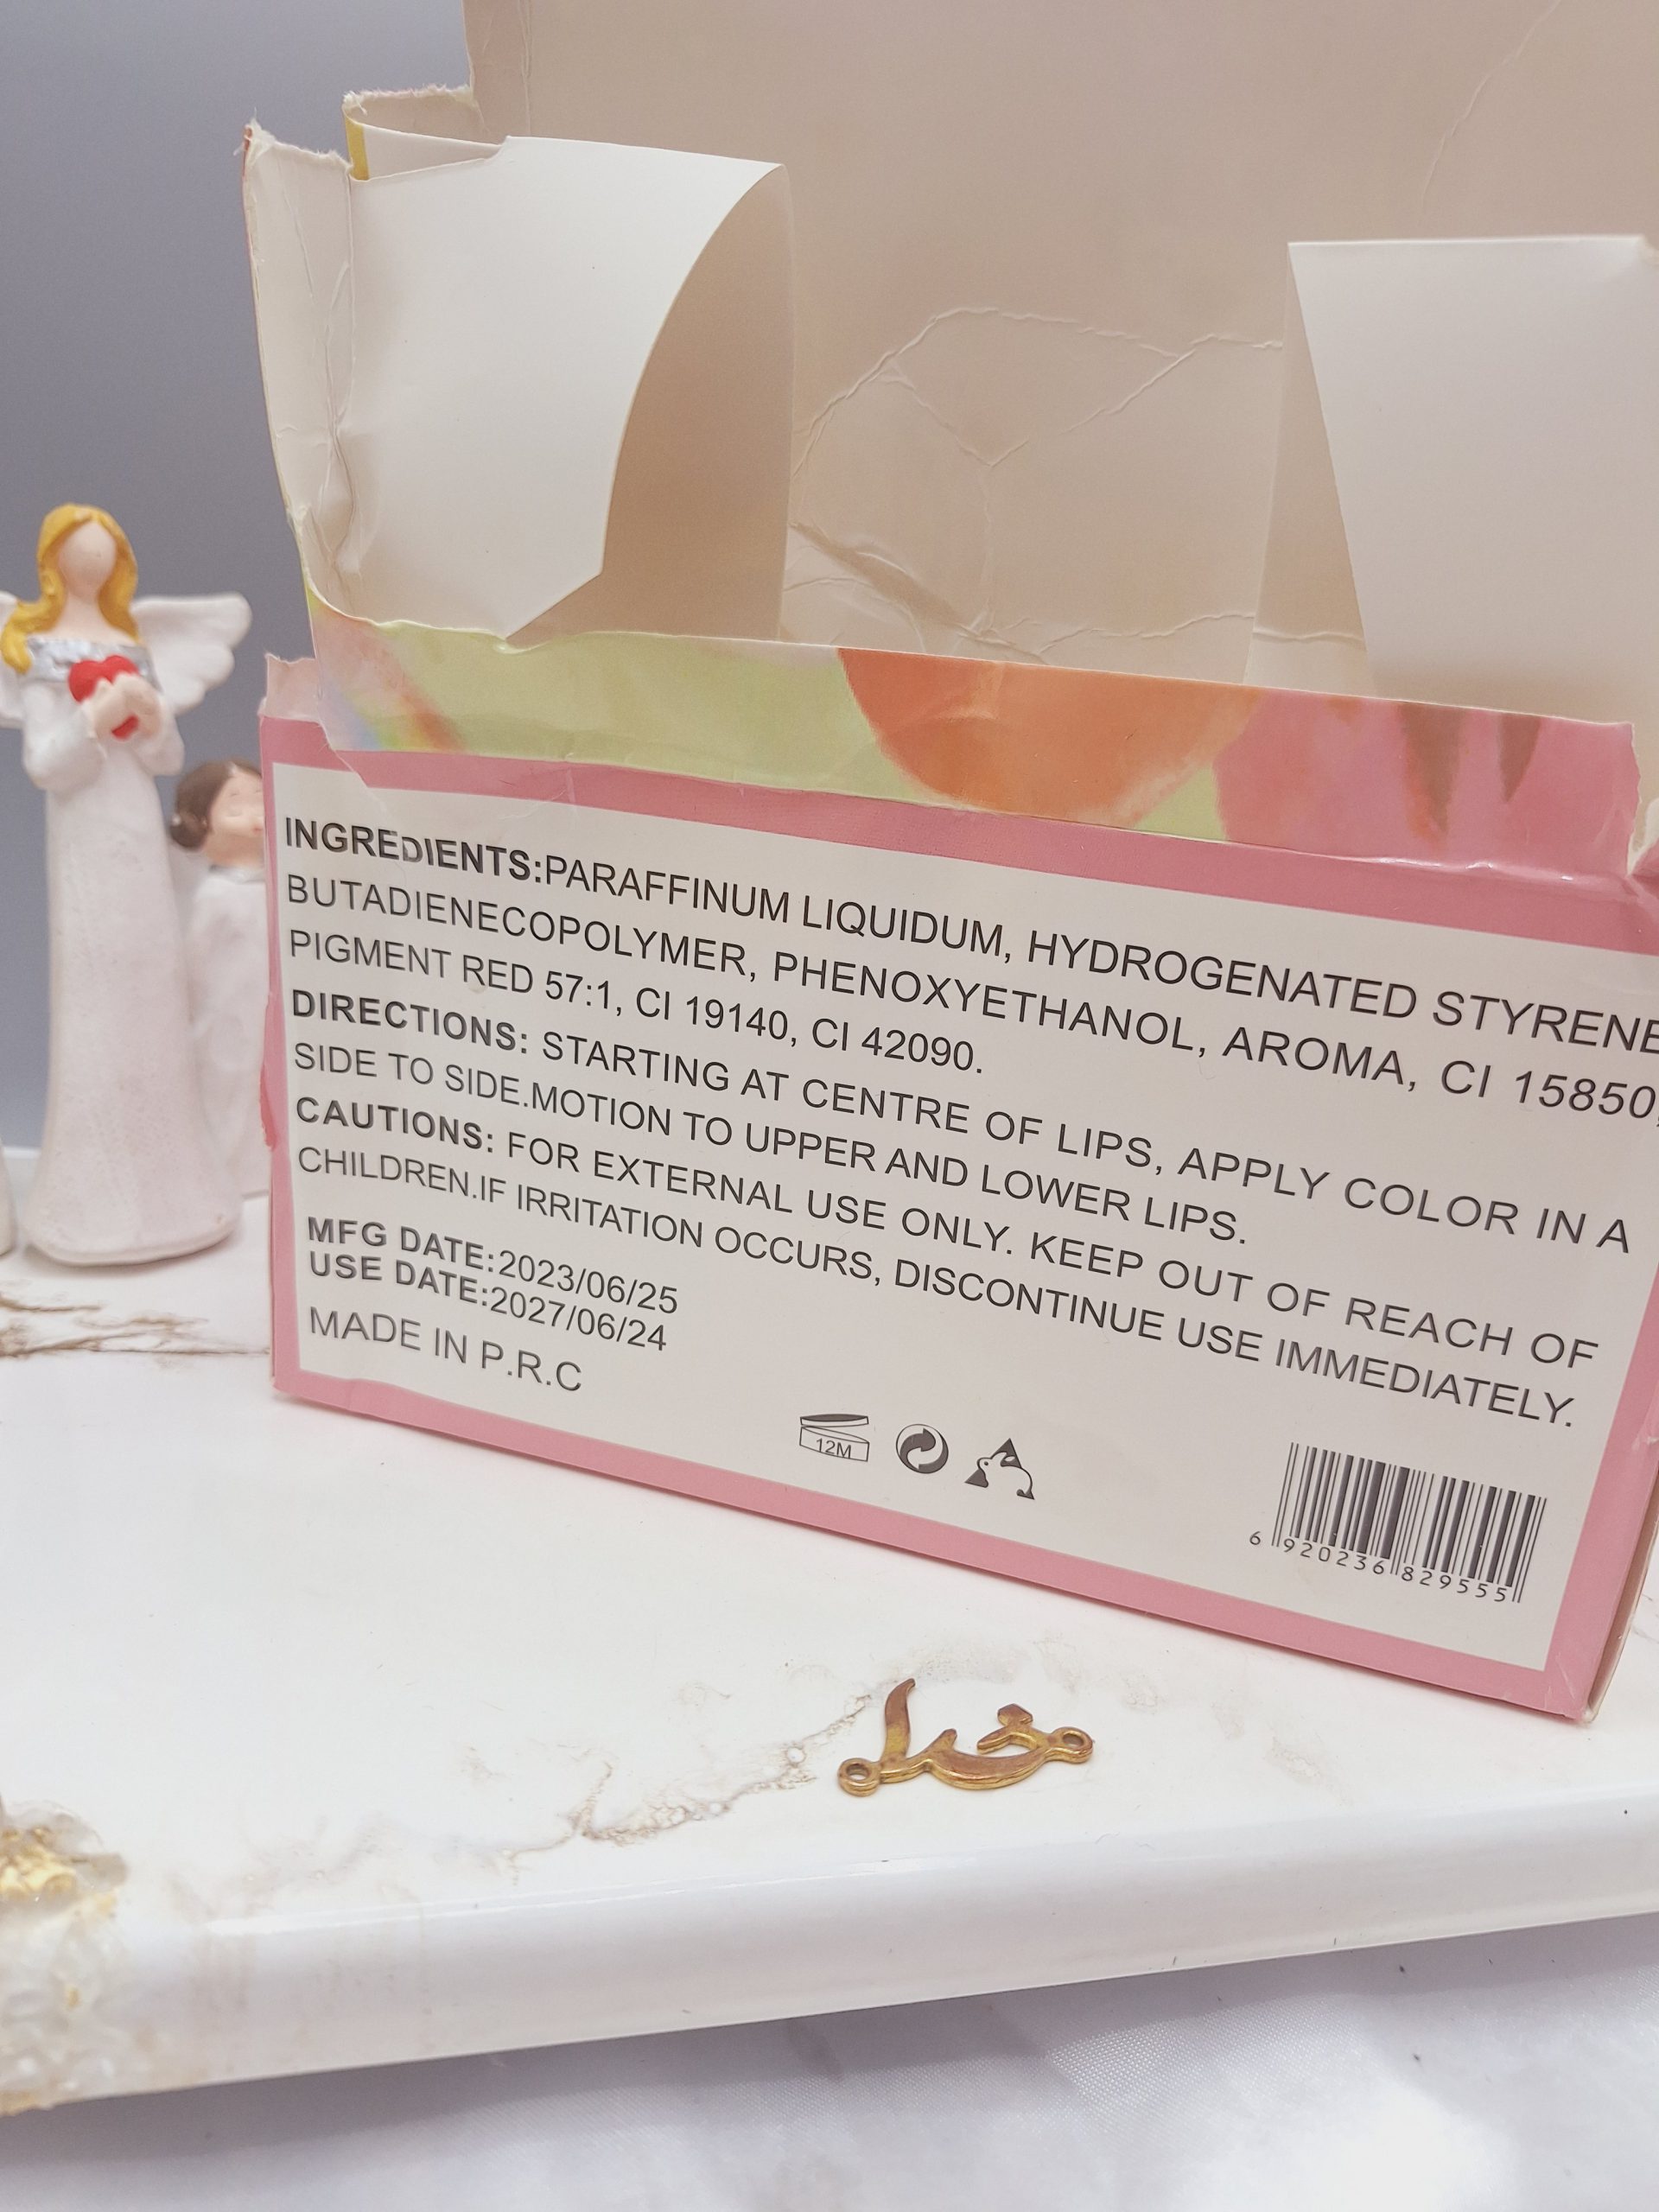 INGREDIENTS:PARAFFINUM LIQUIDUM, HYDROGENATED STYRENE
BUTADIENECOPOLYMER, PHENOXYETHANOL, AROMA, CI 15850,
PIGMENT RED 57:1, CI 19140, CI 42090.
DIRECTIONS: STARTING AT CENTRE OF LIPS, APPLY COLOR IN A
SIDE TO SIDE.MOTION TO UPPER AND LOWER LIPS.
CAUTIONS: FOR EXTERNAL USE ONLY. KEEP OUT OF REACH OF
CHILDREN.IF IRRITATION OCCURS, DISCONTINUE USE IMMEDIATELY.
MFG DATE:2023/06/25
USE DATE:2027/06/24
MADE IN P.R.C
12M
6 920236 829555